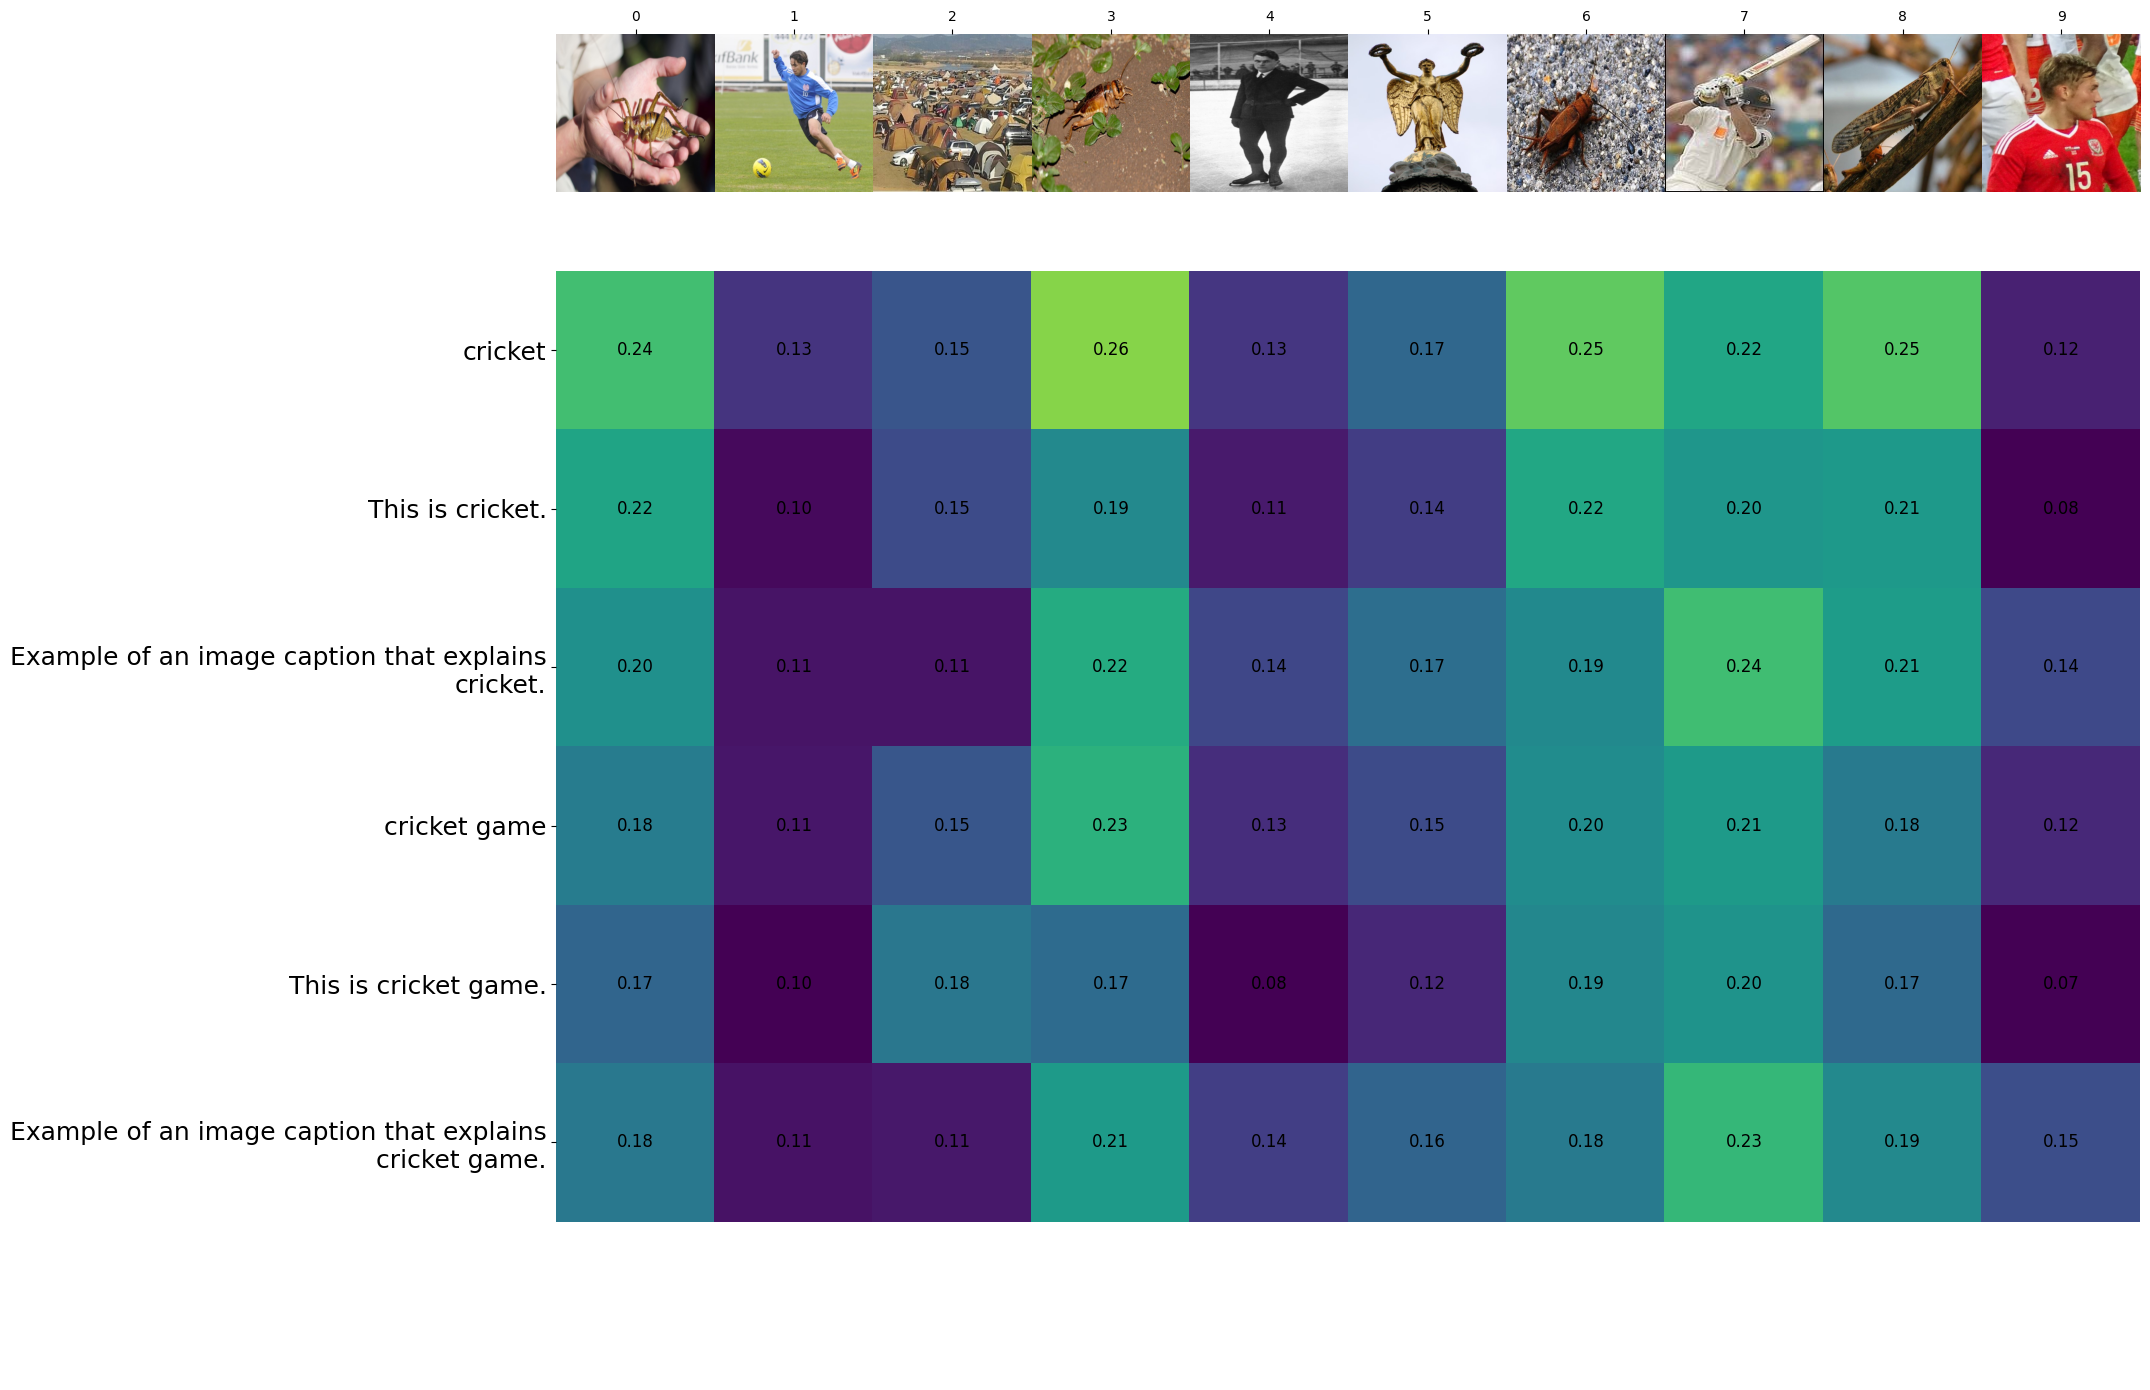 0 1 2 3 4 5 6 7 8 9
ifBank
444 0 724
15
cricket 0.24 0.13 0.15 0.26 0.13 0.17 0.25 0.22 0.25 0.12
This is cricket. 0.22 0.10 0.15 0.19 0.11 0.14 0.22 0.20 0.21 0.08
Example of an image caption that explains
cricket. 0.20 0.11 0.11 0.22 0.14 0.17 0.19 0.24 0.21 0.14
cricket game 0.18 0.11 0.15 0.23 0.13 0.15 0.20 0.21 0.18 0.12
This is cricket game. 0.17 0.10 0.18 0.17 0.08 0.12 0.19 0.20 0.17 0.07
Example of an image caption that explains
cricket game. 0.18 0.11 0.11 0.21 0.14 0.16 0.18 0.23 0.19 0.15